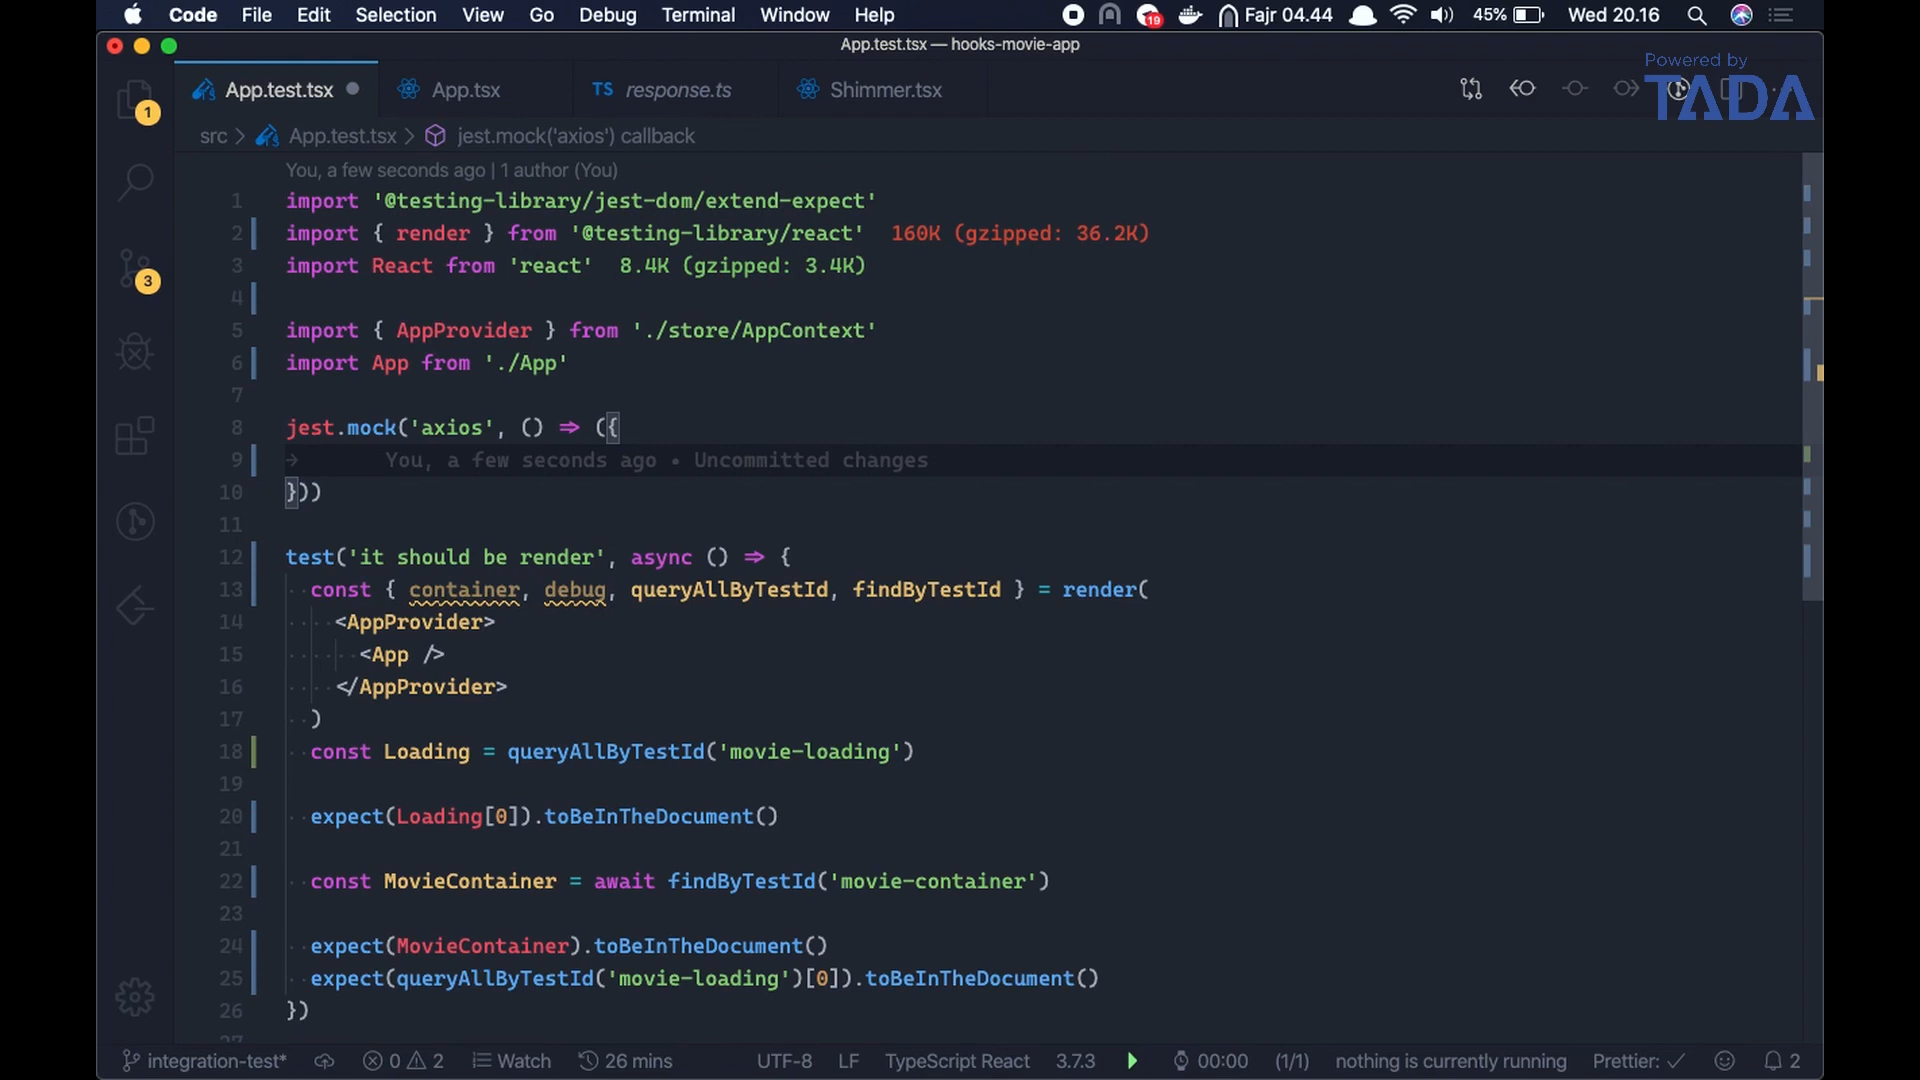 Code File Edit Selection View Go Debug Terminal Window Help 19 Fajr 04.44 45% Wed 20.16
App.test.tsx — hooks-movie-app
Powered by
TADA
App.test.tsx App.tsx TS response.ts Shimmer.tsx
1
src > App.test.tsx > jest.mock('axios') callback
You, a few seconds ago | 1 author (You)
1 import '@testing-library/jest-dom/extend-expect'
2 import { render } from '@testing-library/react' 160K (gzipped: 36.2K)
3 import React from 'react' 8.4K (gzipped: 3.4K)
3
4
5 import { AppProvider } from './store/AppContext'
6 import App from './App'
7
8 jest.mock('axios', () => ({
9 → You, a few seconds ago • Uncommitted changes
10 }))
11
12 test('it should be render', async () => {
13 const { container, debug, queryAllByTestId, findByTestId } = render(
14 <AppProvider>
15 <App />
16 </AppProvider>
17 )
18 const Loading = queryAllByTestId('movie-loading')
19
20 expect(Loading[0]).toBeInTheDocument()
21
22 const MovieContainer = await findByTestId('movie-container')
23
24 expect(MovieContainer).toBeInTheDocument()
25 expect(queryAllByTestId('movie-loading')[0]).toBeInTheDocument()
26 })
27
integration-test* 0 2 Watch 26 mins UTF-8 LF TypeScript React 3.7.3 00:00 (1/1) nothing is currently running Prettier: ✓ 2